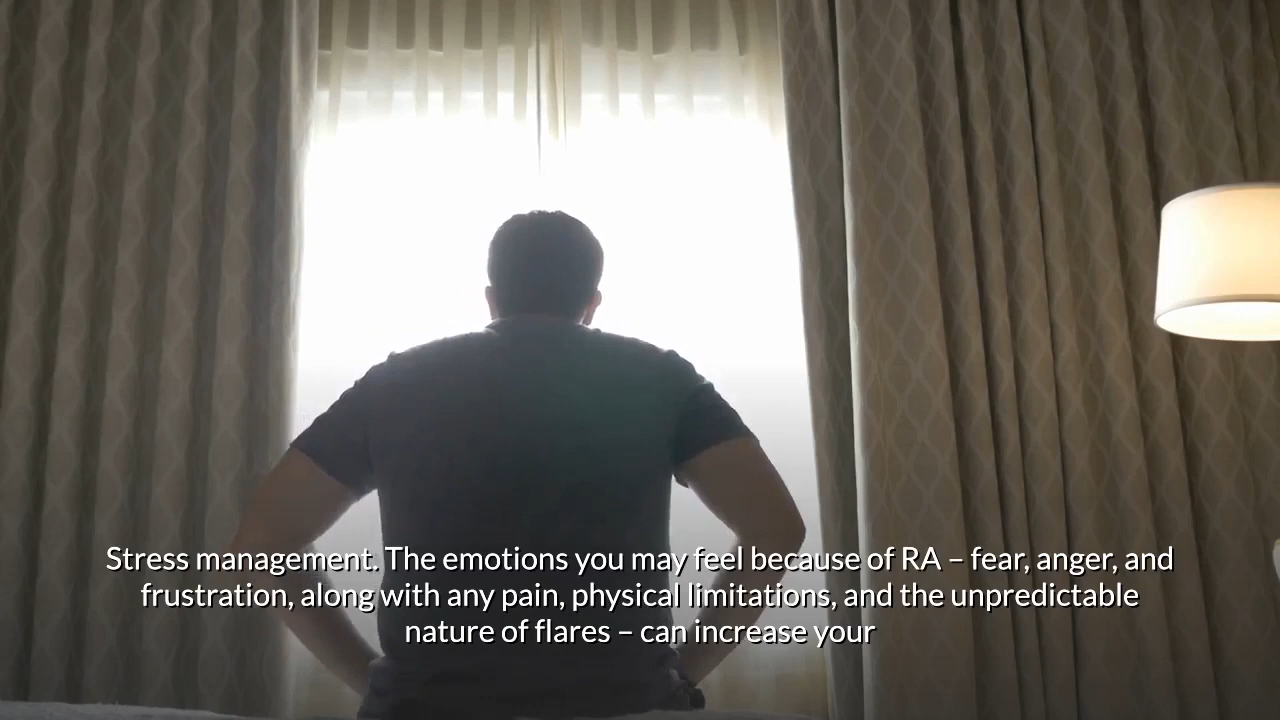 Stress management. The emotions you may feel because of RA – fear, anger, and
frustration, along with any pain, physical limitations, and the unpredictable
nature of flares – can increase your